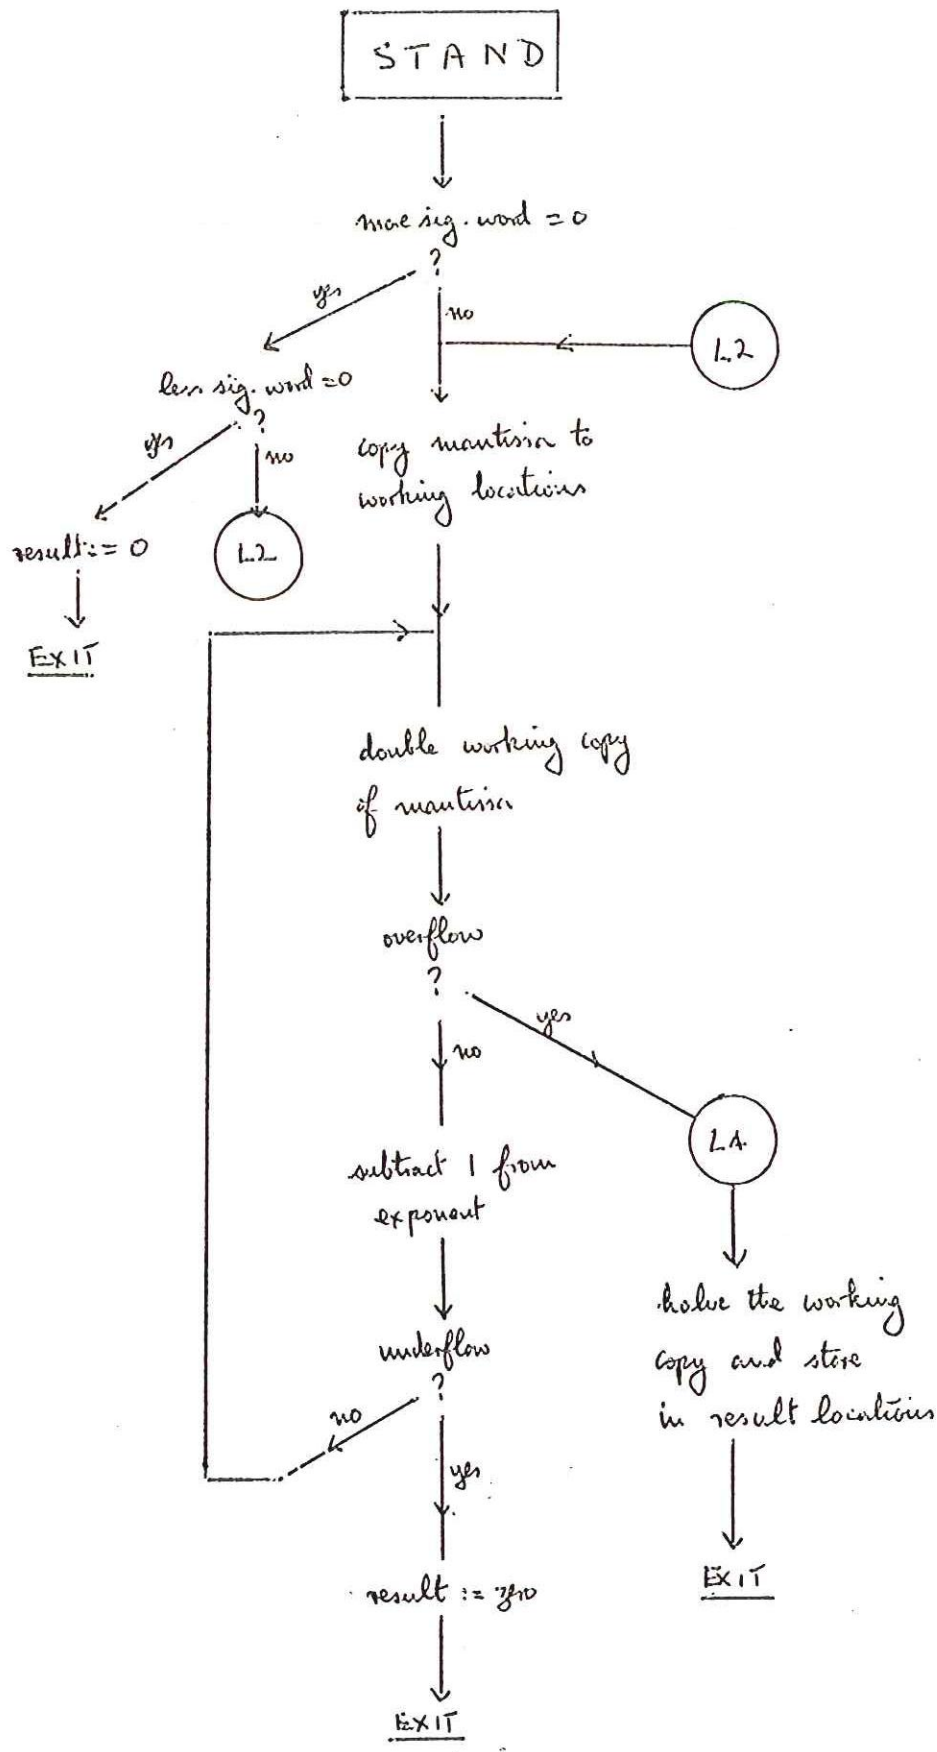 STAND
more sig. word = 0
?
yes
no
L2
less sig. word = 0
?
yes
no
copy mantissa to
working locations
result := 0
L2
EXIT
double working copy
of mantissa
overflow
?
yes
no
subtract 1 from
exponent
halve the working
copy and store
in result locations
underflow
?
no
yes
result := zero
EXIT
EXIT